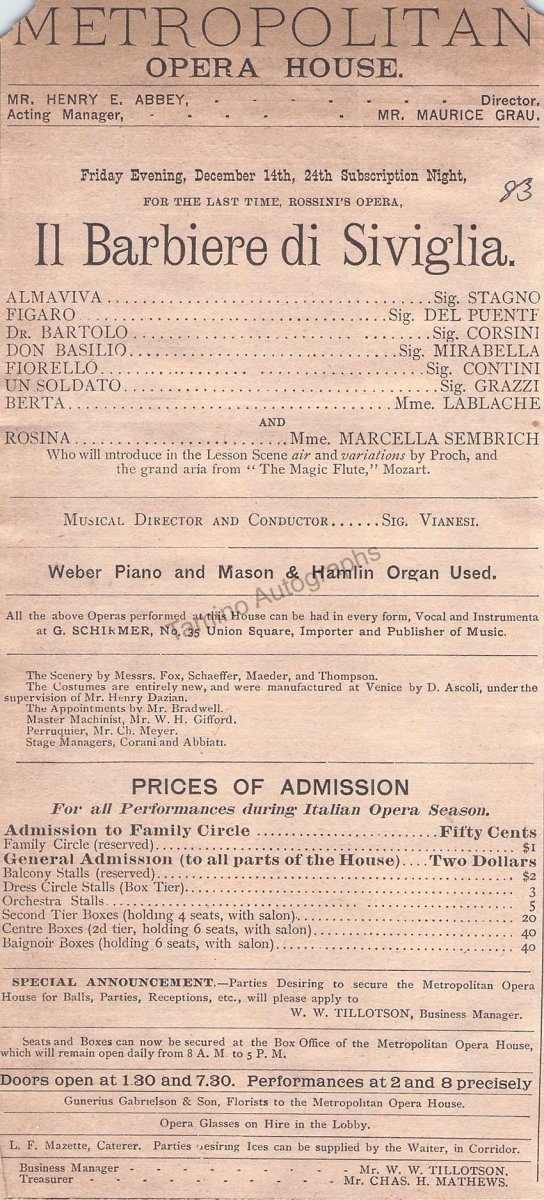 METROPOLITAN
OPERA HOUSE.
MR. HENRY E. ABBEY, - - - - - - - - Director.
Acting Manager, - - - - - - MR. MAURICE GRAU.
Friday Evening, December 14th, 24th Subscription Night,
83
FOR THE LAST TIME, ROSSINI'S OPERA,
Il Barbiere di Siviglia.
ALMAVIVA ........ Sig. STAGNO
FIGARO ........ Sig. DEL PUENTE
DR. BARTOLO ........ Sig. CORSINI
DON BASILIO ........ Sig. MIRABELLA
FIORELLO ........ Sig. CONTINI
UN SOLDATO ........ Sig. GRAZZI
BERTA ........ Mme. LABLACHE
AND
ROSINA ........ Mme. MARCELLA SEMBRICH
Who will introduce in the Lesson Scene air and variations by Proch, and
the grand aria from "The Magic Flute," Mozart.
MUSICAL DIRECTOR AND CONDUCTOR......SIG. VIANESI.
Weber Piano and Mason & Hamlin Organ Used.
Tamino Autographs
All the above Operas performed at this House can be had in every form, Vocal and Instrumenta
at G. SCHIRMER, No. 35 Union Square, Importer and Publisher of Music.
The Scenery by Messrs. Fox, Schaeffer, Maeder, and Thompson.
The Costumes are entirely new, and were manufactured at Venice by D. Ascoli, under the
supervision of Mr. Henry Dazian.
The Appointments by Mr. Bradwell.
Master Machinist, Mr. W. H. Gifford.
Perruquier, Mr. Ch. Meyer.
Stage Managers, Corani and Abbiati.
PRICES OF ADMISSION
For all Performances during Italian Opera Season.
Admission to Family Circle ........ Fifty Cents
Family Circle (reserved) ........ $1
General Admission (to all parts of the House)....Two Dollars
Balcony Stalls (reserved) ........ $2
Dress Circle Stalls (Box Tier) ........ 3
Orchestra Stalls ........ 5
Second Tier Boxes (holding 4 seats, with salon) ........ 20
Centre Boxes (2d tier, holding 6 seats, with salon) ........ 40
Baignoir Boxes (holding 6 seats, with salon) ........ 40
SPECIAL ANNOUNCEMENT.—Parties Desiring to secure the Metropolitan Opera
House for Balls, Parties, Receptions, etc., will please apply to
W. W. TILLOTSON, Business Manager.
Seats and Boxes can now be secured at the Box Office of the Metropolitan Opera House,
which will remain open daily from 8 A. M. to 5 P. M.
Doors open at 1.30 and 7.30. Performances at 2 and 8 precisely
Gunerius Gabrielson & Son, Florists to the Metropolitan Opera House.
Opera Glasses on Hire in the Lobby.
L. F. Mazette, Caterer. Parties desiring Ices can be supplied by the Waiter, in Corridor.
Business Manager - - - - - - - - Mr. W. W. TILLOTSON.
Treasurer - - - - - - - - Mr. CHAS. H. MATHEWS.